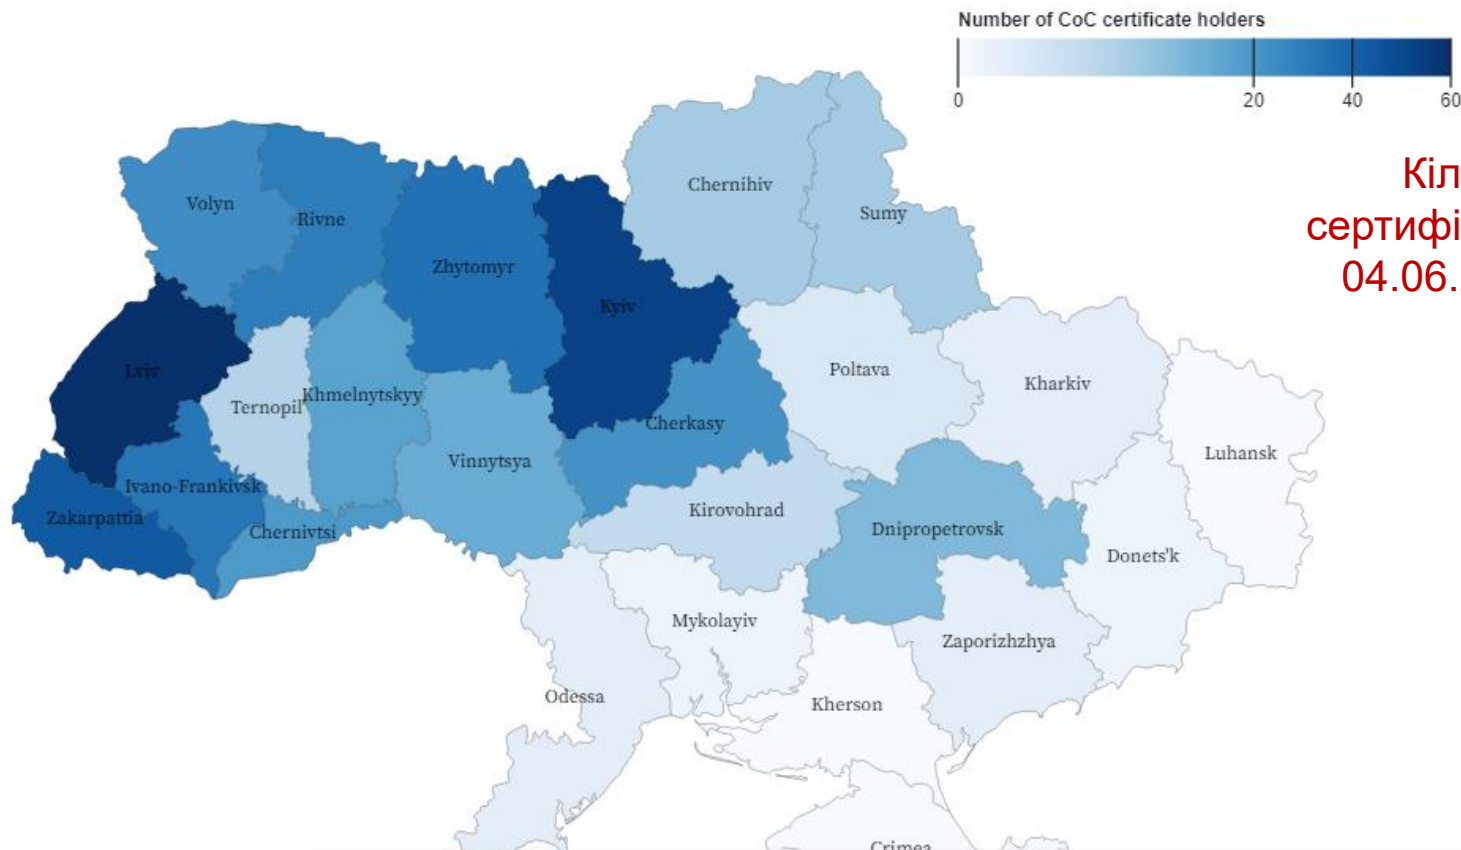 Number of CoC certificate holders
0 20 40 60
Кіл
сертифі
04.06.
Chernihiv
Sumy
Volyn
Rivne
Zhytomyr
Kyiv
Lviv
Ternopil'
Khmelnytskyy
Cherkasy
Poltava
Kharkiv
Luhansk
Vinnytsya
Ivano-Frankivsk
Zakarpattia
Chernivtsi
Kirovohrad
Dnipropetrovsk
Donets'k
Mykolayiv
Zaporizhzhya
Odessa
Kherson
Crimea